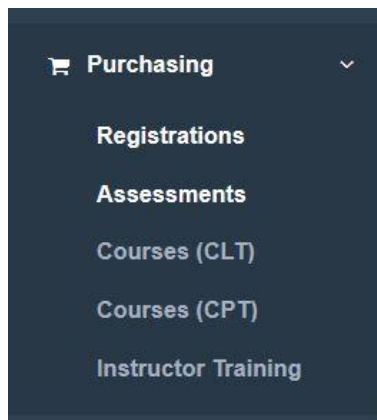 Purchasing
Registrations
Assessments
Courses (CLT)
Courses (CPT)
Instructor Training